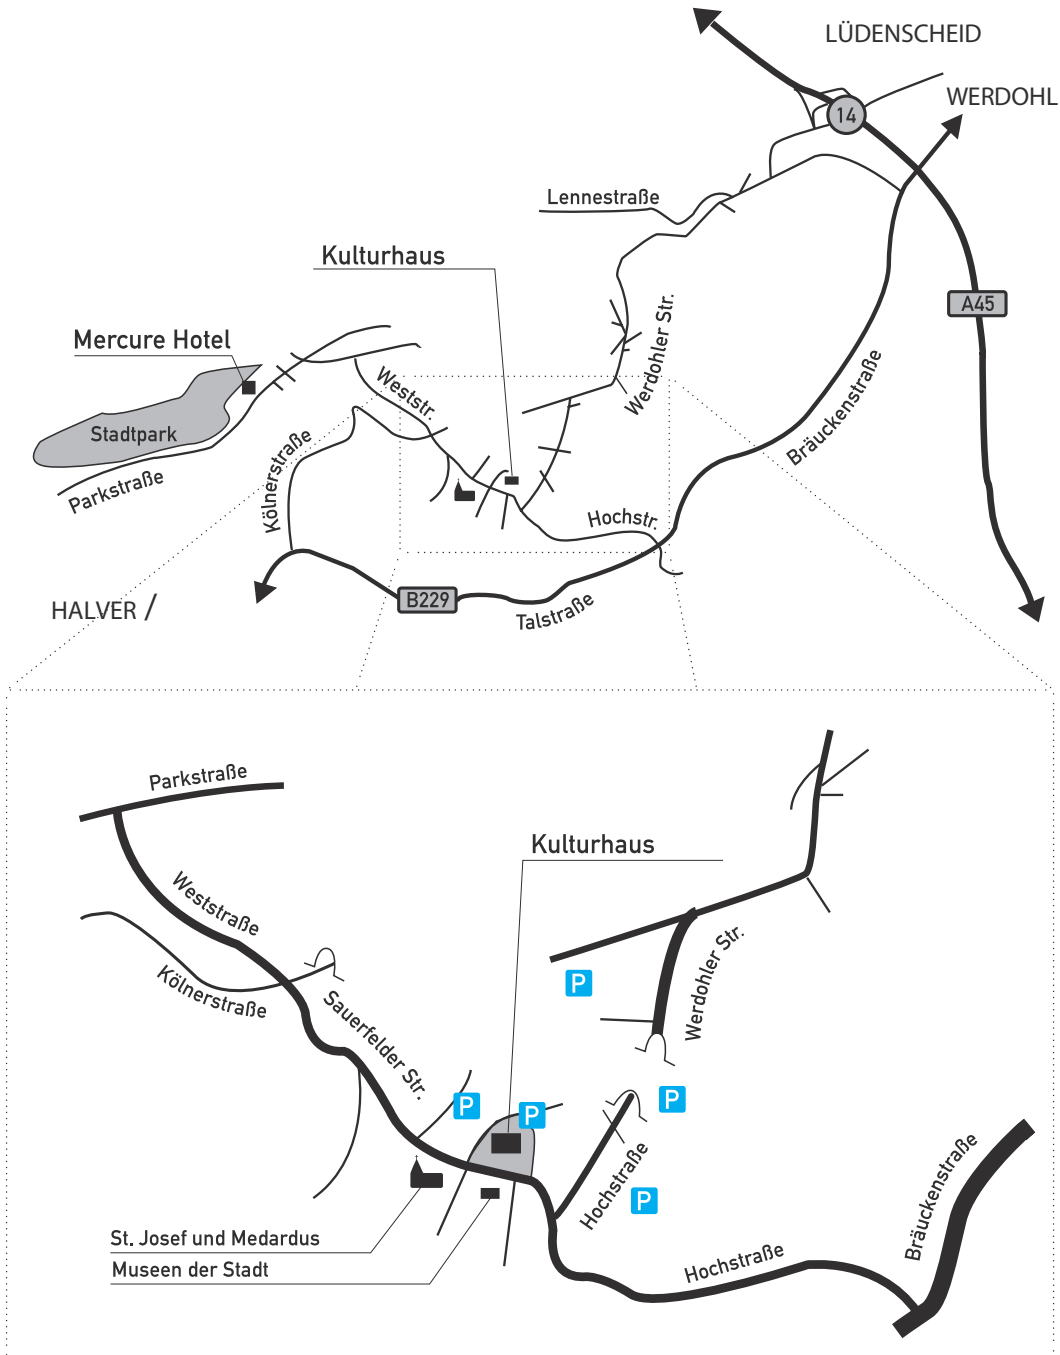 LÜDENSCHEID
WERDOHL
14
Lennestraße
Kulturhaus
A45
Mercure Hotel
Werdohler Str.
Weststr.
Bräuckenstraße
Stadtpark
Kölnerstraße
Parkstraße
Hochstr.
HALVER /
B229
Talstraße
Parkstraße
Kulturhaus
Weststraße
Werdohler Str.
Kölnerstraße
P
Sauerfelder Str.
P
P
P
Hochstraße
P
Bräuckenstraße
St. Josef und Medardus
Hochstraße
Museen der Stadt